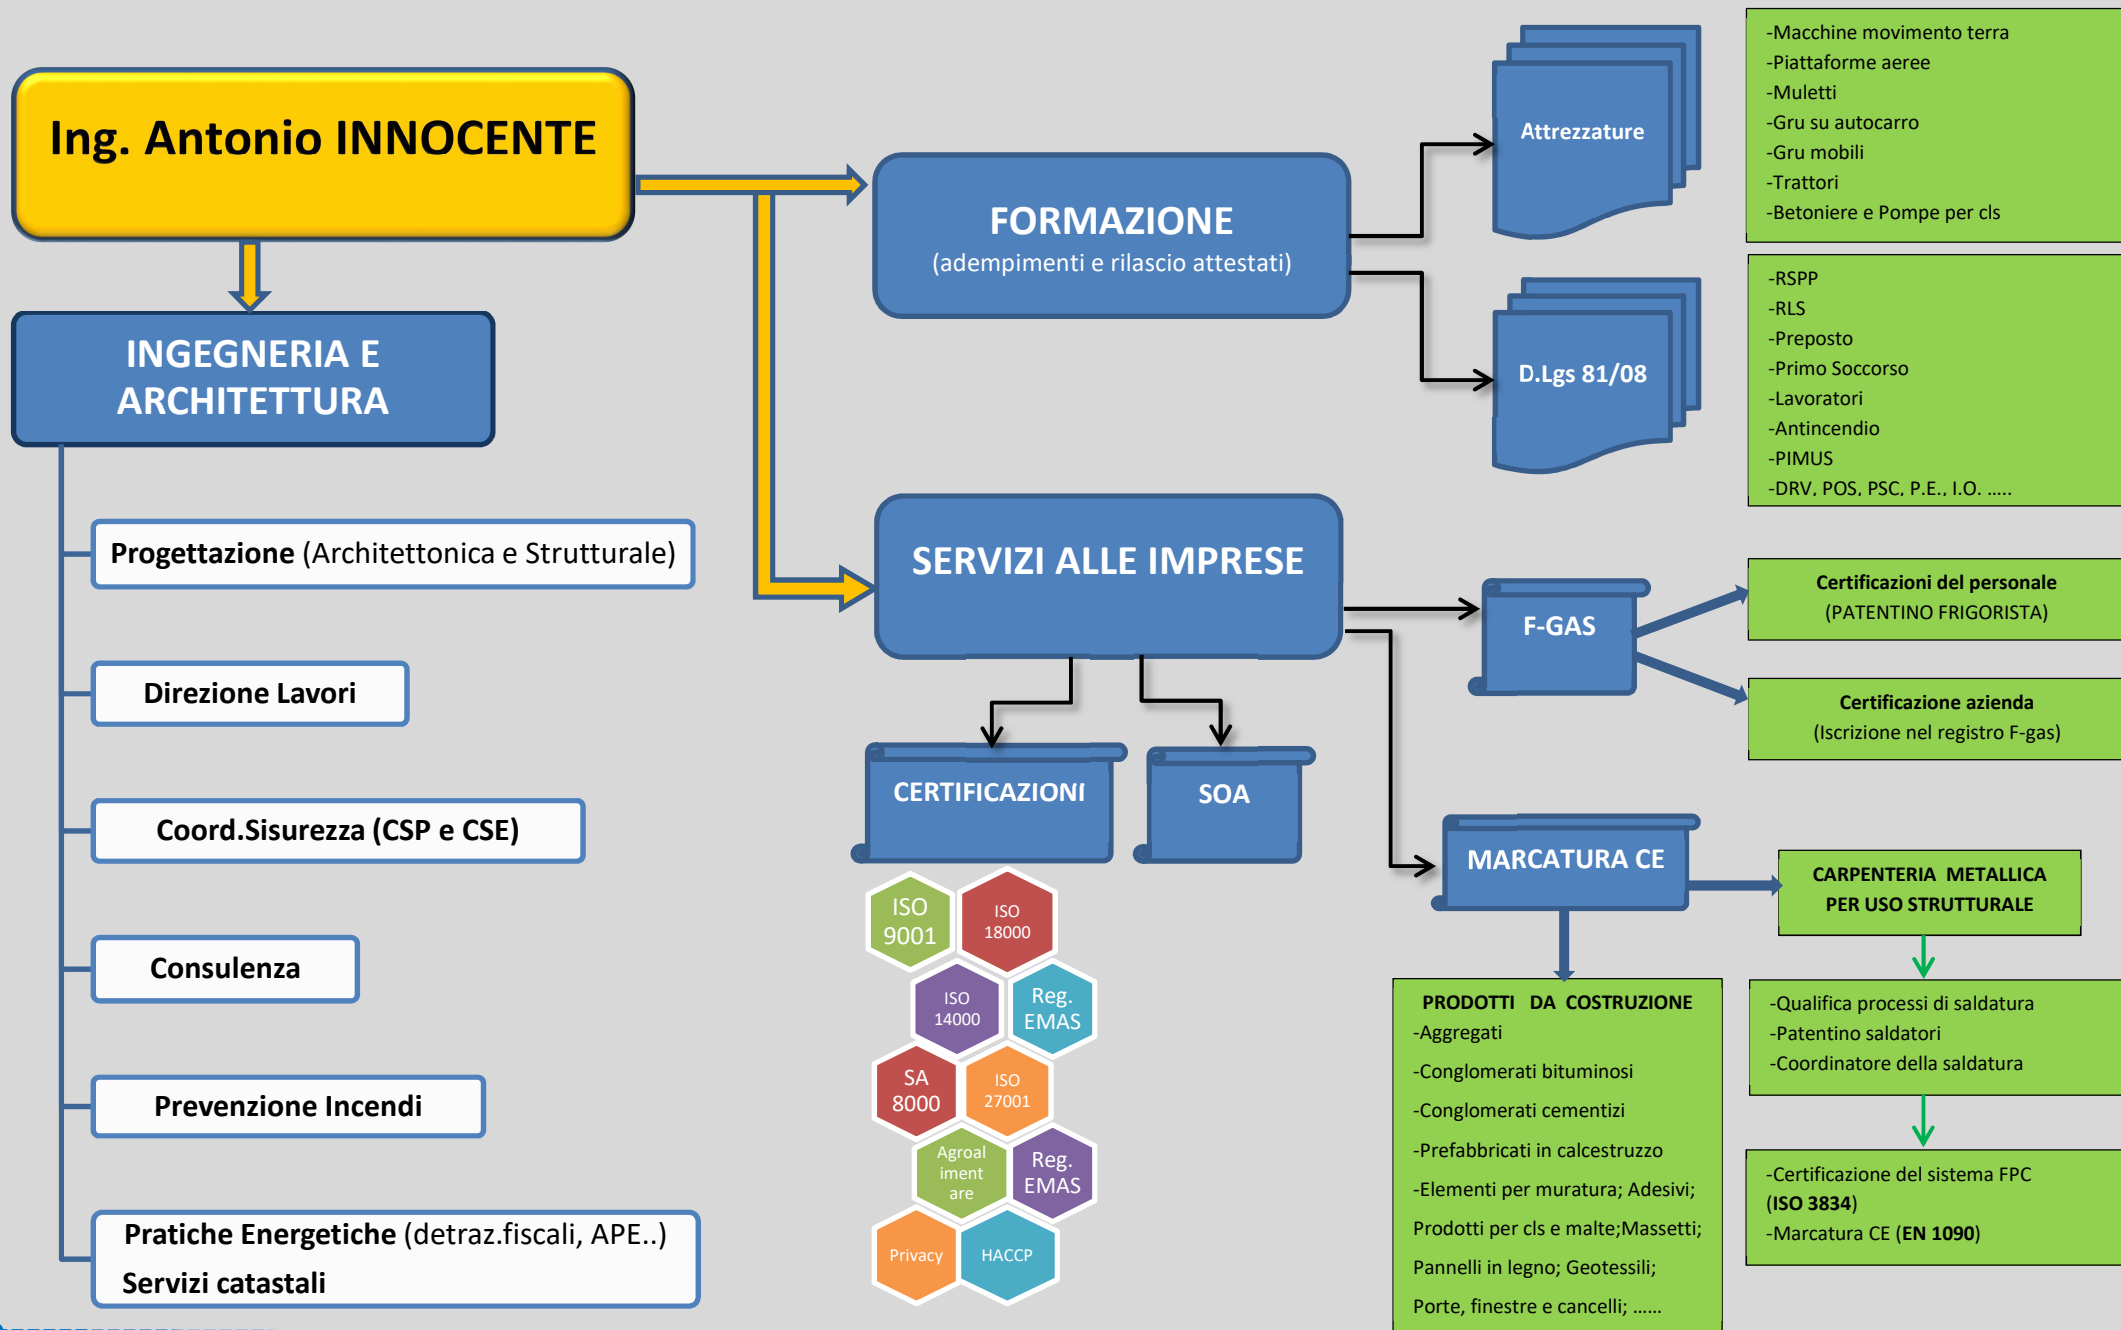 Ing. Antonio INNOCENTE
INGEGNERIA E
ARCHITETTURA
Progettazione (Architettonica e Strutturale)
Direzione Lavori
Coord.Sisurezza (CSP e CSE)
Consulenza
Prevenzione Incendi
Pratiche Energetiche (detraz.fiscali, APE..)
Servizi catastali
FORMAZIONE
(adempimenti e rilascio attestati)
Attrezzature
-Macchine movimento terra
-Piattaforme aeree
-Muletti
-Gru su autocarro
-Gru mobili
-Trattori
-Betoniere e Pompe per cls
D.Lgs 81/08
-RSPP
-RLS
-Preposto
-Primo Soccorso
-Lavoratori
-Antincendio
-PIMUS
-DRV, POS, PSC, P.E., I.O. .....
SERVIZI ALLE IMPRESE
F-GAS
Certificazioni del personale
(PATENTINO FRIGORISTA)
Certificazione azienda
(Iscrizione nel registro F-gas)
CERTIFICAZIONI
SOA
ISO
9001
ISO
18000
ISO
14000
Reg.
EMAS
SA
8000
ISO
27001
Agroal
iment
are
Reg.
EMAS
Privacy
HACCP
MARCATURA CE
CARPENTERIA METALLICA
PER USO STRUTTURALE
-Qualifica processi di saldatura
-Patentino saldatori
-Coordinatore della saldatura
-Certificazione del sistema FPC
(ISO 3834)
-Marcatura CE (EN 1090)
PRODOTTI DA COSTRUZIONE
-Aggregati
-Conglomerati bituminosi
-Conglomerati cementizi
-Prefabbricati in calcestruzzo
-Elementi per muratura; Adesivi;
Prodotti per cls e malte;Massetti;
Pannelli in legno; Geotessili;
Porte, finestre e cancelli; ......